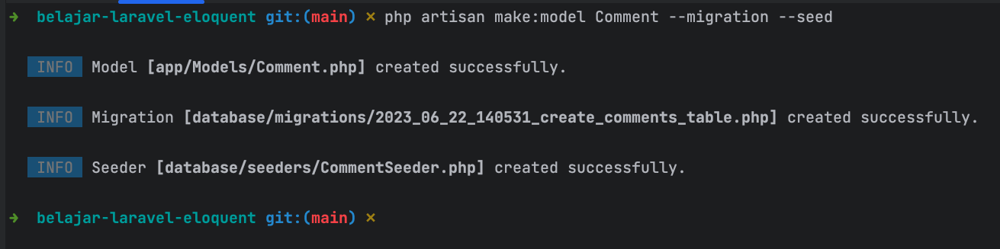 ➜ belajar-laravel-eloquent git:(main) ✗ php artisan make:model Comment --migration --seed
INFO Model [app/Models/Comment.php] created successfully.
INFO Migration [database/migrations/2023_06_22_140531_create_comments_table.php] created successfully.
INFO Seeder [database/seeders/CommentSeeder.php] created successfully.
➜ belajar-laravel-eloquent git:(main) ✗